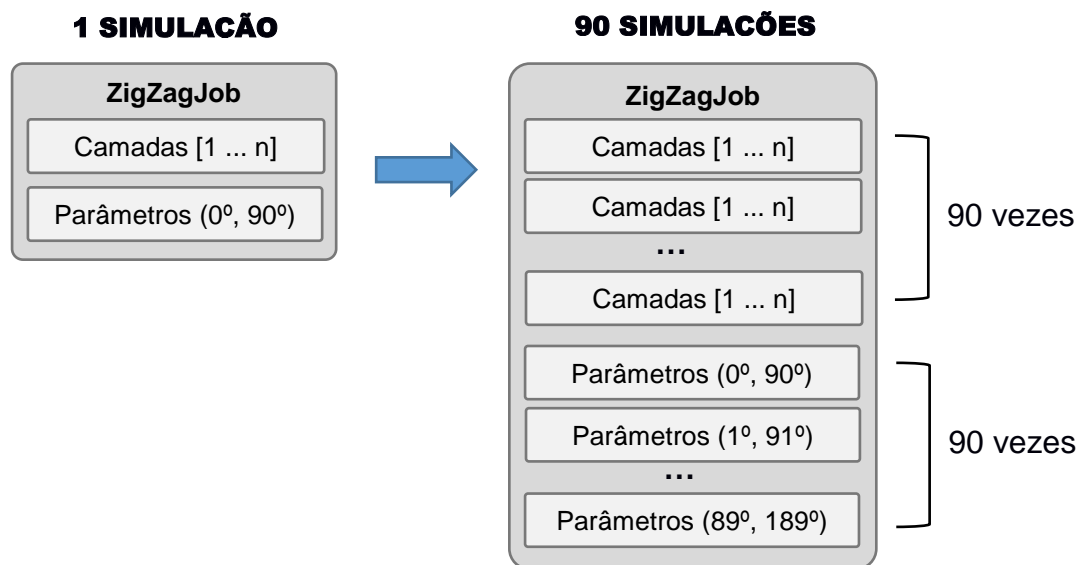 1 SIMULACÃO
ZigZagJob
Camadas [1 ... n]
Parâmetros (0º, 90º)
90 SIMULACÕES
ZigZagJob
Camadas [1 ... n]
Camadas [1 ... n]
...
Camadas [1 ... n]
90 vezes
Parâmetros (0º, 90º)
Parâmetros (1º, 91º)
...
Parâmetros (89º, 189º)
90 vezes